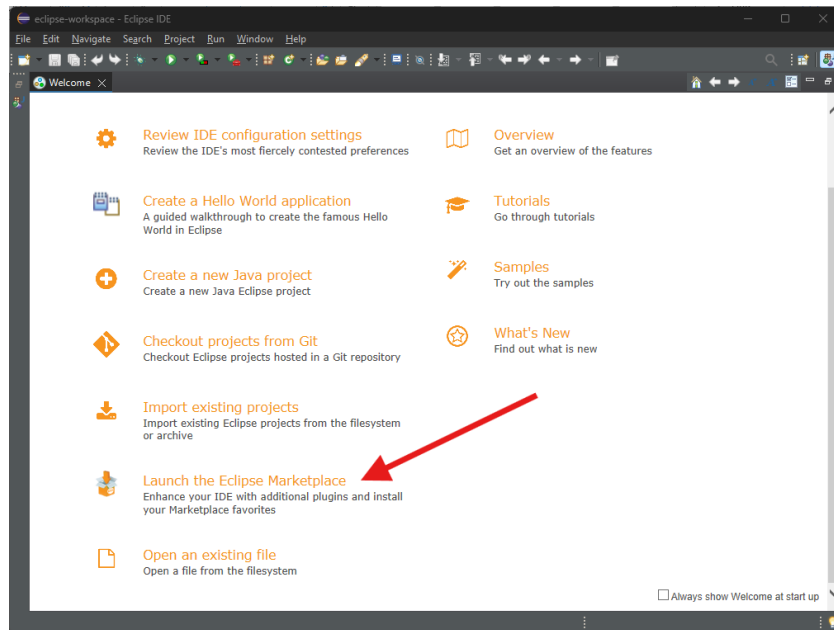 eclipse-workspace - Eclipse IDE
File Edit Navigate Search Project Run Window Help
Welcome
Review IDE configuration settings
Review the IDE's most fiercely contested preferences
Create a Hello World application
A guided walkthrough to create the famous Hello
World in Eclipse
Create a new Java project
Create a new Java Eclipse project
Checkout projects from Git
Checkout Eclipse projects hosted in a Git repository
Import existing projects
Import existing Eclipse projects from the filesystem
or archive
Launch the Eclipse Marketplace
Enhance your IDE with additional plugins and install
your Marketplace favorites
Open an existing file
Open a file from the filesystem
Overview
Get an overview of the features
Tutorials
Go through tutorials
Samples
Try out the samples
What's New
Find out what is new
Always show Welcome at start up